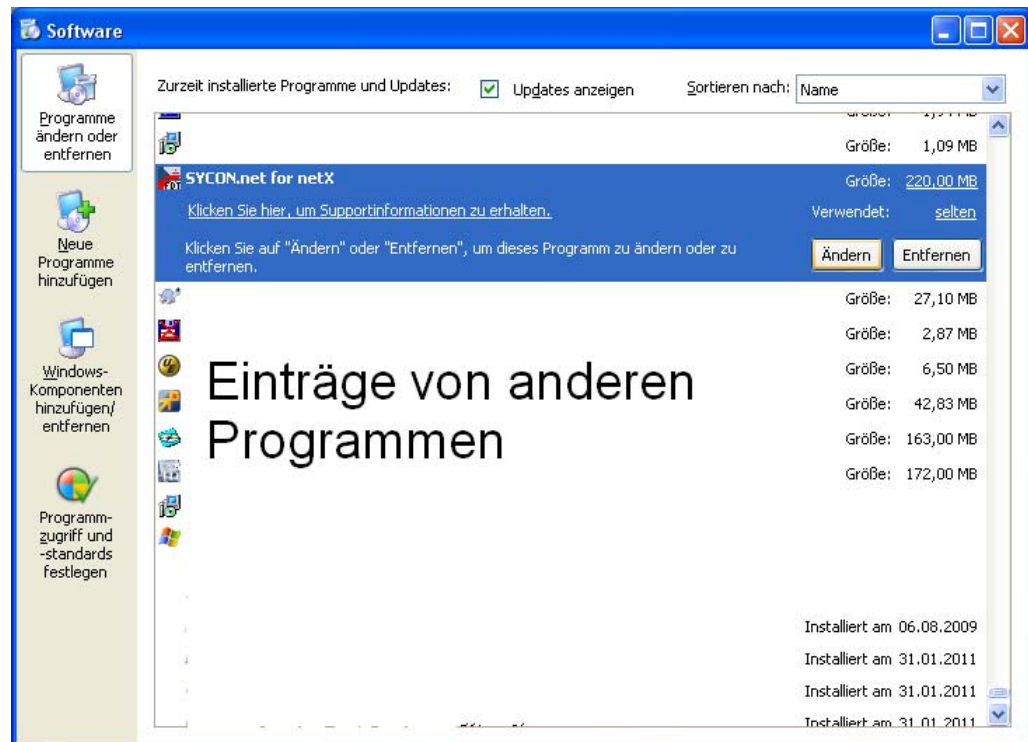 Software
Programme
ändern oder
entfernen
Neue
Programme
hinzufügen
Windows-
Komponenten
hinzufügen/
entfernen
Programm-
zugriff und
-standards
festlegen
Zurzeit installierte Programme und Updates:
Updates anzeigen
Sortieren nach:
Name
Größe: 1,09 MB
SYCON.net for netX
Größe: 220,00 MB
Klicken Sie hier, um Supportinformationen zu erhalten.
Verwendet: selten
Klicken Sie auf "Ändern" oder "Entfernen", um dieses Programm zu ändern oder zu
entfernen.
Ändern
Entfernen
Größe: 27,10 MB
Größe: 2,87 MB
Größe: 6,50 MB
Größe: 42,83 MB
Größe: 163,00 MB
Größe: 172,00 MB
Einträge von anderen
Programmen
Installiert am 06.08.2009
Installiert am 31.01.2011
Installiert am 31.01.2011
Installiert am 31.01.2011